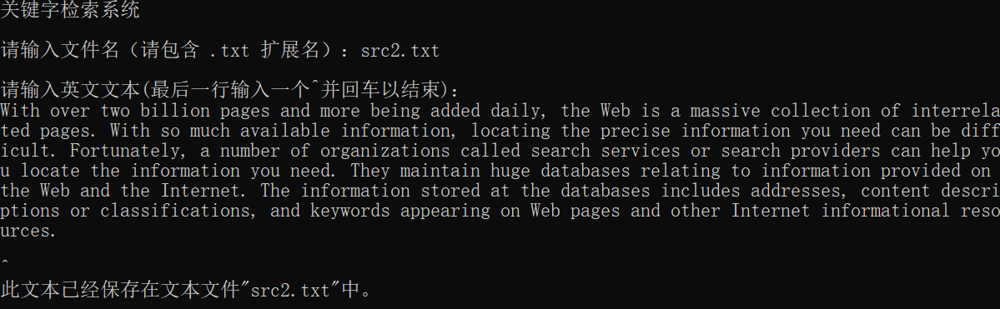 关键字检索系统
请输入文件名（请包含 .txt 扩展名）：src2.txt
请输入英文文本(最后一行输入一个^并回车以结束):
With over two billion pages and more being added daily, the Web is a massive collection of interrela
ted pages. With so much available information, locating the precise information you need can be diff
icult. Fortunately, a number of organizations called search services or search providers can help yo
u locate the information you need. They maintain huge databases relating to information provided on
the Web and the Internet. The information stored at the databases includes addresses, content descri
ptions or classifications, and keywords appearing on Web pages and other Internet informational reso
urces.
^
此文本已经保存在文本文件"src2.txt"中。